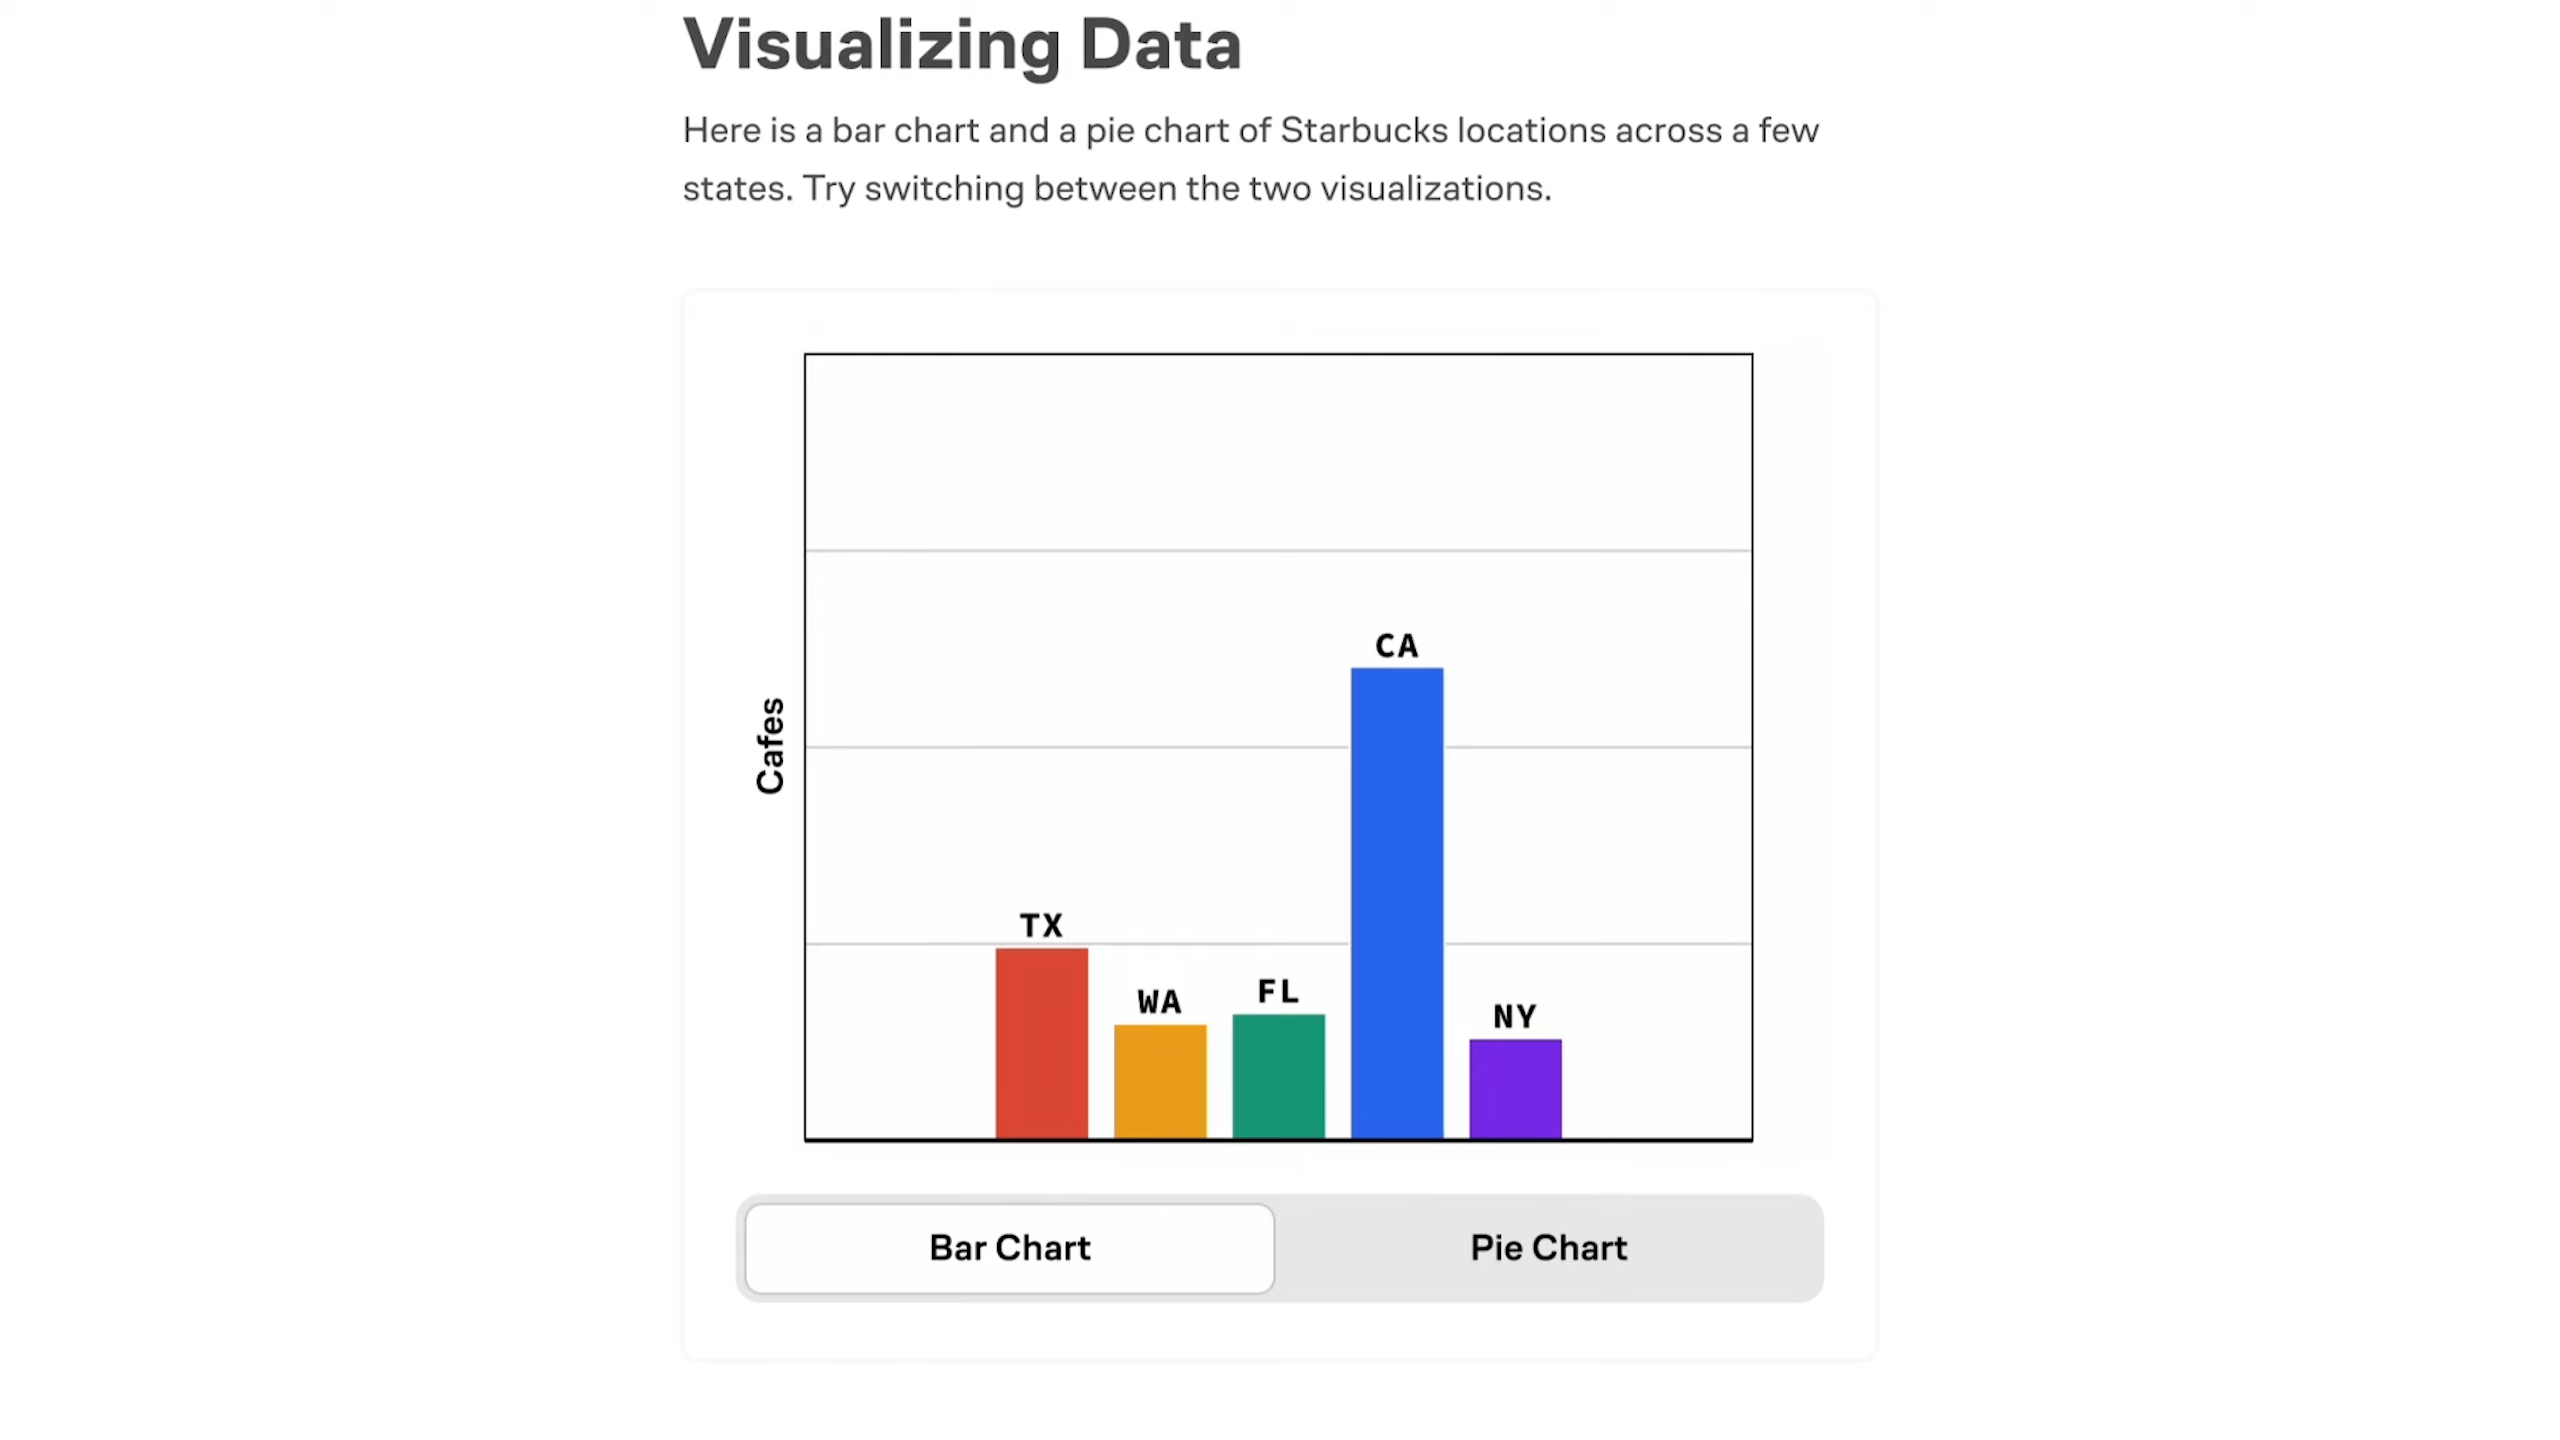 Visualizing Data
Here is a bar chart and a pie chart of Starbucks locations across a few
states. Try switching between the two visualizations.
Cafes
TX
WA
FL
CA
NY
Bar Chart
Pie Chart